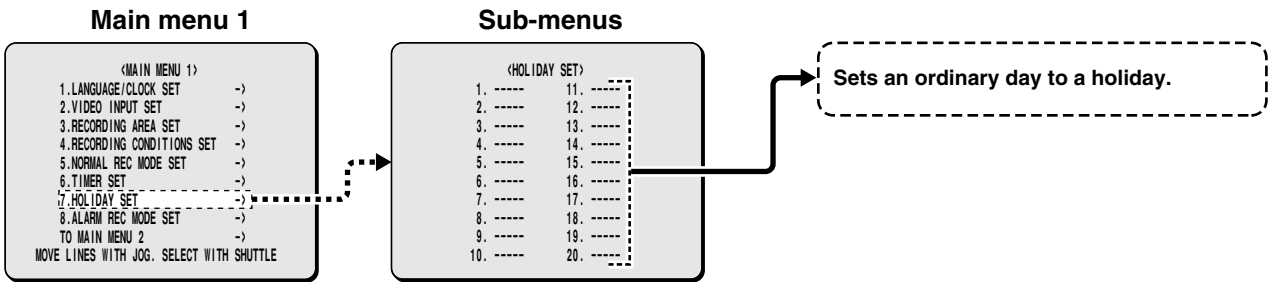 Main menu 1
<MAIN MENU 1>
1.LANGUAGE/CLOCK SET ->
2.VIDEO INPUT SET ->
3.RECORDING AREA SET ->
4.RECORDING CONDITIONS SET ->
5.NORMAL REC MODE SET ->
6.TIMER SET ->
7.HOLIDAY SET ->
8.ALARM REC MODE SET ->
TO MAIN MENU 2 ->
MOVE LINES WITH JOG. SELECT WITH SHUTTLE
Sub-menus
<HOLIDAY SET>
1. ----- 11. -----
2. ----- 12. -----
3. ----- 13. -----
4. ----- 14. -----
5. ----- 15. -----
6. ----- 16. -----
7. ----- 17. -----
8. ----- 18. -----
9. ----- 19. -----
10. ----- 20. -----
Sets an ordinary day to a holiday.